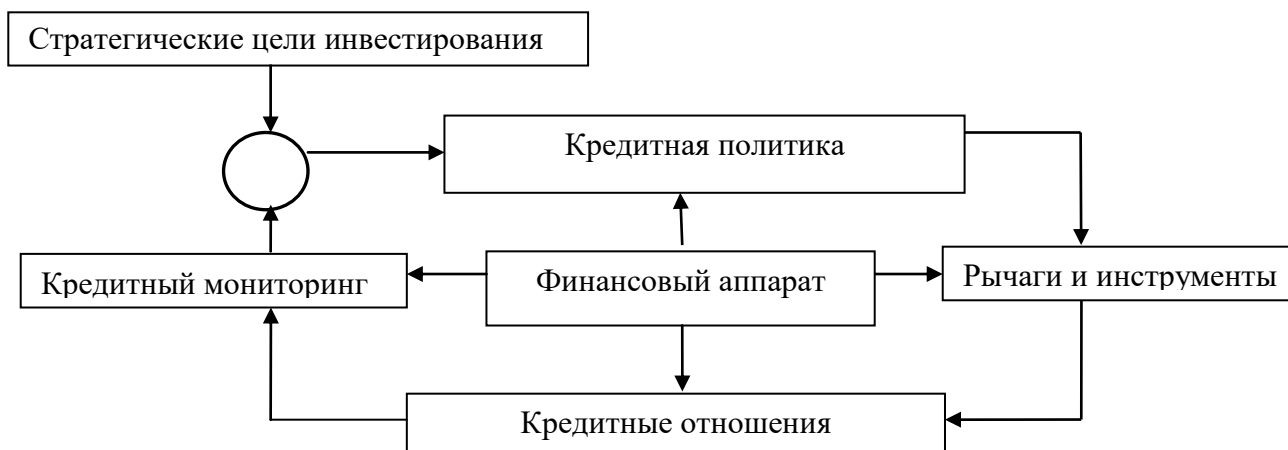 Стратегические цели инвестирования
Кредитная политика
Кредитный мониторинг
Финансовый аппарат
Рычаги и инструменты
Кредитные отношения